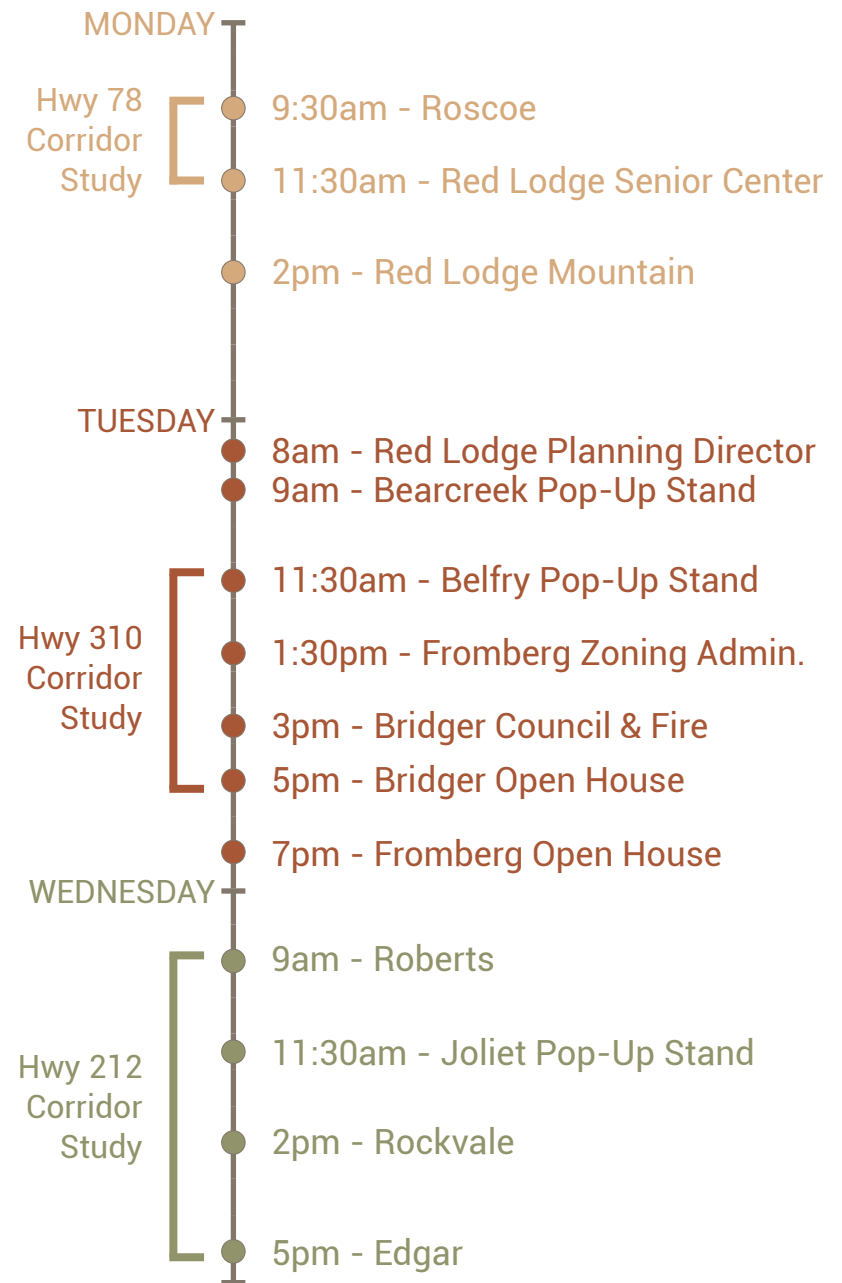 MONDAY
Hwy 78
Corridor
Study
9:30am - Roscoe
11:30am - Red Lodge Senior Center
2pm - Red Lodge Mountain
TUESDAY
8am - Red Lodge Planning Director
9am - Bearcreek Pop-Up Stand
Hwy 310
Corridor
Study
11:30am - Belfry Pop-Up Stand
1:30pm - Fromberg Zoning Admin.
3pm - Bridger Council & Fire
5pm - Bridger Open House
7pm - Fromberg Open House
WEDNESDAY
Hwy 212
Corridor
Study
9am - Roberts
11:30am - Joliet Pop-Up Stand
2pm - Rockvale
5pm - Edgar